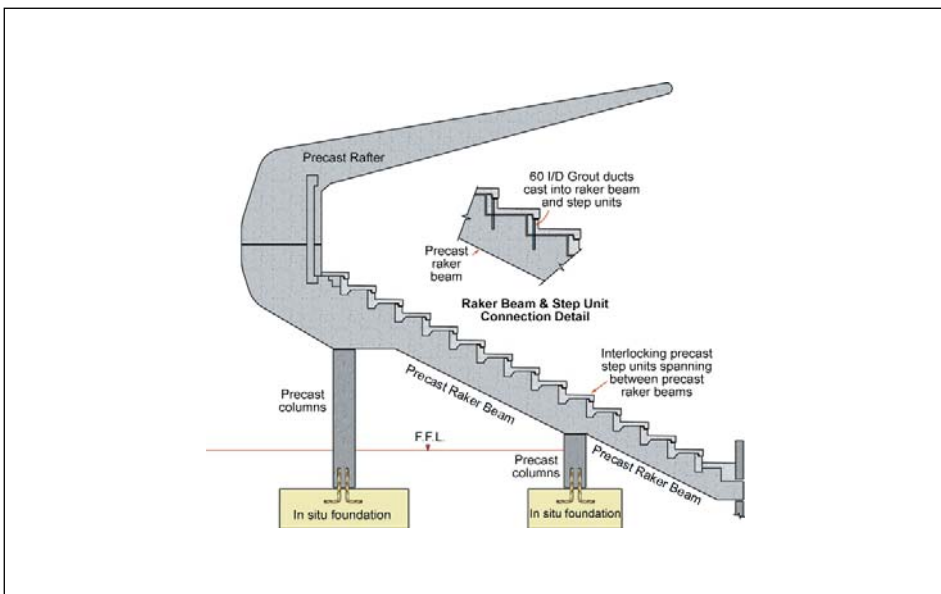 Precast Rafter
60 I/D Grout ducts
cast into raker beam
and step units
Precast
raker
beam
Raker Beam & Step Unit
Connection Detail
Interlocking precast
step units spanning
between precast
raker beams
Precast
columns
Precast Raker Beam
F.F.L.
Precast
columns
Precast Raker Beam
In situ foundation
In situ foundation